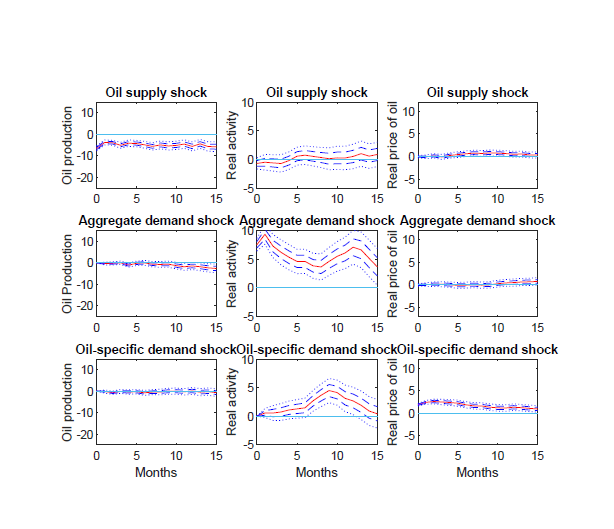 Oil supply shock
Oil production
10
0
-10
-20
0 5 10 15
Oil supply shock
Real activity
10
5
0
-5
0 5 10 15
Oil supply shock
Real pirice of oil
10
5
0
-5
0 5 10 15
Aggregate demand shock
Oil Production
10
0
-10
-20
0 5 10 15
Aggregate demand shock
Real activity
10
5
0
-5
0 5 10 15
Aggregate demand shock
Real price of oil
10
5
0
-5
0 5 10 15
Oil-specific demand shock
Oil production
10
0
-10
-20
0 5 10 15
Months
Oil-specific demand shock
Real activity
10
5
0
-5
0 5 10 15
Months
Oil-specific demand shock
Real price of oil
10
5
0
-5
0 5 10 15
Months